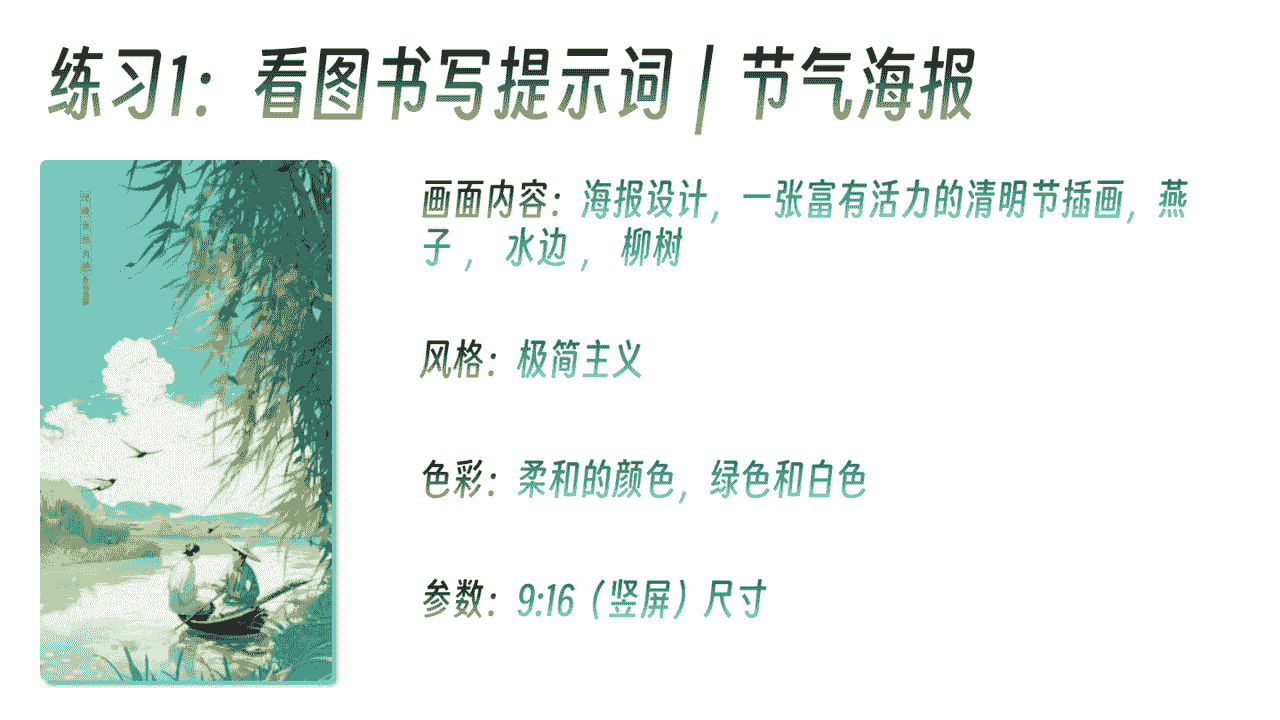 练习1：看图书写提示词 | 节气海报
画面内容：海报设计，一张富有活力的清明节插画，燕
子 ， 水边 ， 柳树
风格：极简主义
色彩：柔和的颜色，绿色和白色
参数：9:16（竖屏）尺寸